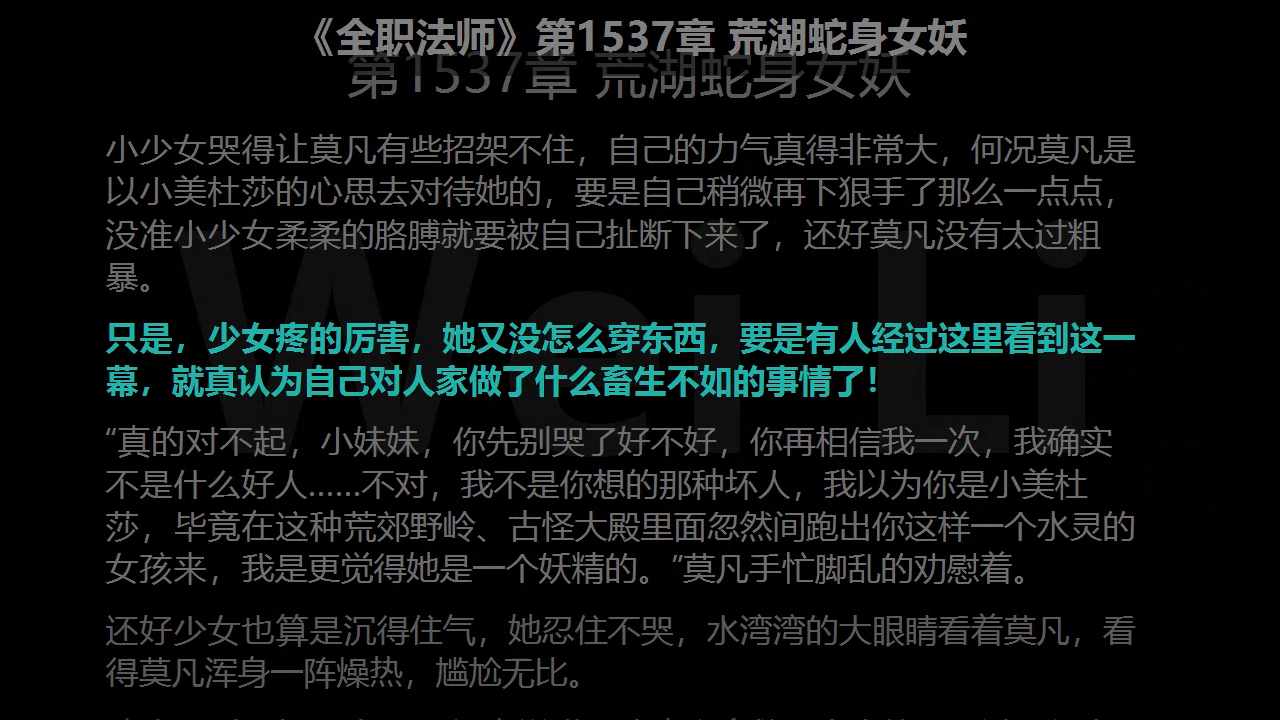 《全职法师》第1537章 荒湖蛇身女妖
第1537章 荒湖蛇身女妖
小少女哭得让莫凡有些招架不住，自己的力气真得非常大，何况莫凡是
以小美杜莎的心思去对待她的，要是自己稍微再下狠手了那么一点点，
没准小少女柔柔的胳膊就要被自己扯断下来了，还好莫凡没有太过粗
暴。
只是，少女疼的厉害，她又没怎么穿东西，要是有人经过这里看到这一
幕，就真认为自己对人家做了什么畜生不如的事情了！
“真的对不起，小妹妹，你先别哭了好不好，你再相信我一次，我确实
不是什么好人……不对，我不是你想的那种坏人，我以为你是小美杜
莎，毕竟在这种荒郊野岭、古怪大殿里面忽然间跑出你这样一个水灵的
女孩来，我是更觉得她是一个妖精的。”莫凡手忙脚乱的劝慰着。
还好少女也算是沉得住气，她忍住不哭，水湾湾的大眼睛看着莫凡，看
得莫凡浑身一阵燥热，尴尬无比。
Wei Li